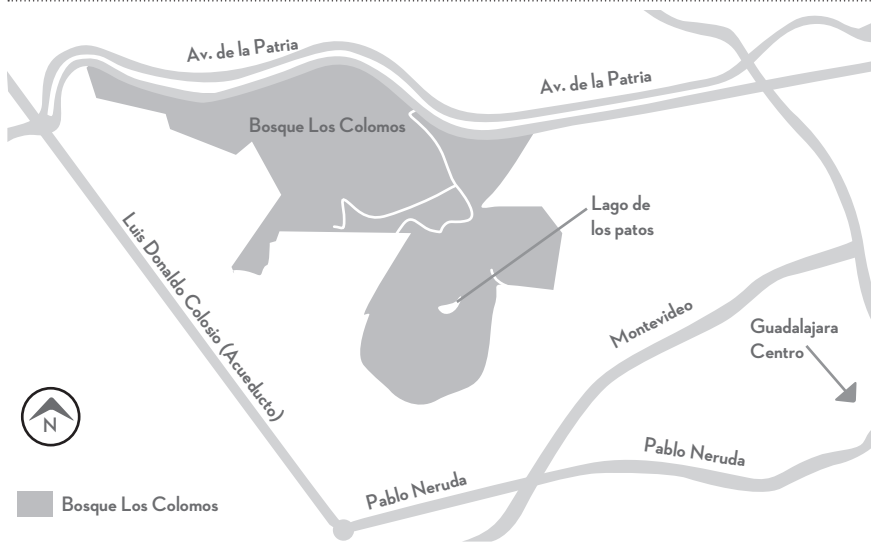 Av. de la Patria
Av. de la Patria
Bosque Los Colomos
Lago de
los patos
Luis Donaldo Colosio (Acueducto)
Montevideo
Guadalajara
Centro
N
Pablo Neruda
Pablo Neruda
Bosque Los Colomos